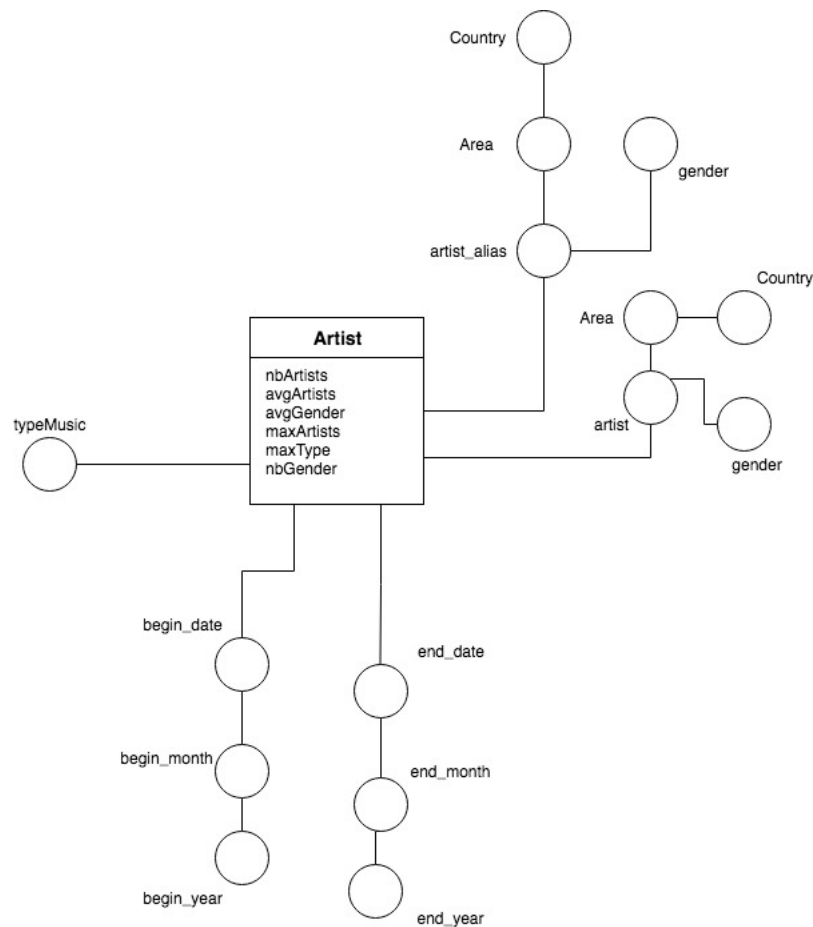 Country
Area
gender
artist_alias
Country
Area
artist
gender
Artist
nbArtists
avgArtists
avgGender
maxArtists
maxType
nbGender
typeMusic
begin_date
end_date
begin_month
end_month
begin_year
end_year